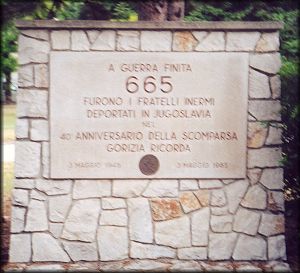 A GUERRA FINITA
665
FURONO I FRATELLI INERMI
DEPORTATI IN JUGOSLAVIA
NEL
40 ANNIVERSARIO DELLA SCOMPARSA
GORIZIA RICORDA
3 MAGGIO 1945 3 MAGGIO 1985